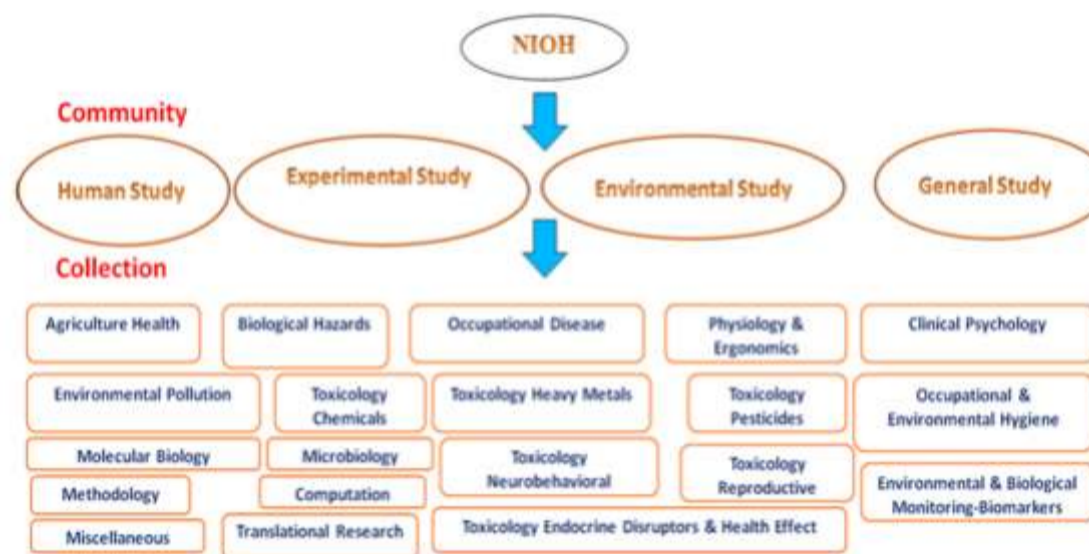 NIOH
Community
Human Study
Experimental Study
Environmental Study
General Study
Collection
Agriculture Health
Biological Hazards
Occupational Disease
Physiology &
Ergonomics
Clinical Psychology
Environmental Pollution
Toxicology
Chemicals
Toxicology Heavy Metals
Toxicology
Pesticides
Occupational &
Environmental Hygiene
Molecular Biology
Microbiology
Toxicology
Neurobehavioral
Toxicology
Reproductive
Environmental & Biological
Monitoring-Biomarkers
Methodology
Computation
Miscellaneous
Translational Research
Toxicology Endocrine Disruptors & Health Effect